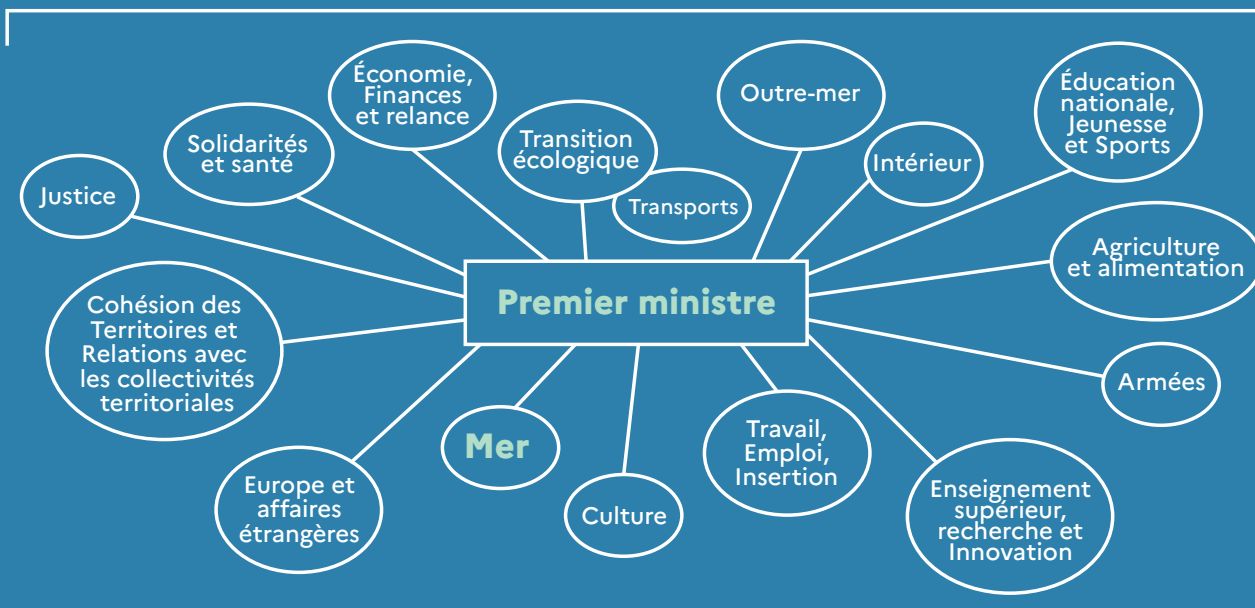 Économie,
Finances
et relance
Outre-mer
Éducation
nationale,
Jeunesse
et Sports
Solidarités
et santé
Transition
écologique
Intérieur
Justice
Transports
Agriculture
et alimentation
Premier ministre
Cohésion des
Territoires et
Relations avec
les collectivités
territoriales
Armées
Mer
Travail,
Emploi,
Insertion
Europe et
affaires
étrangères
Culture
Enseignement
supérieur,
recherche et
Innovation